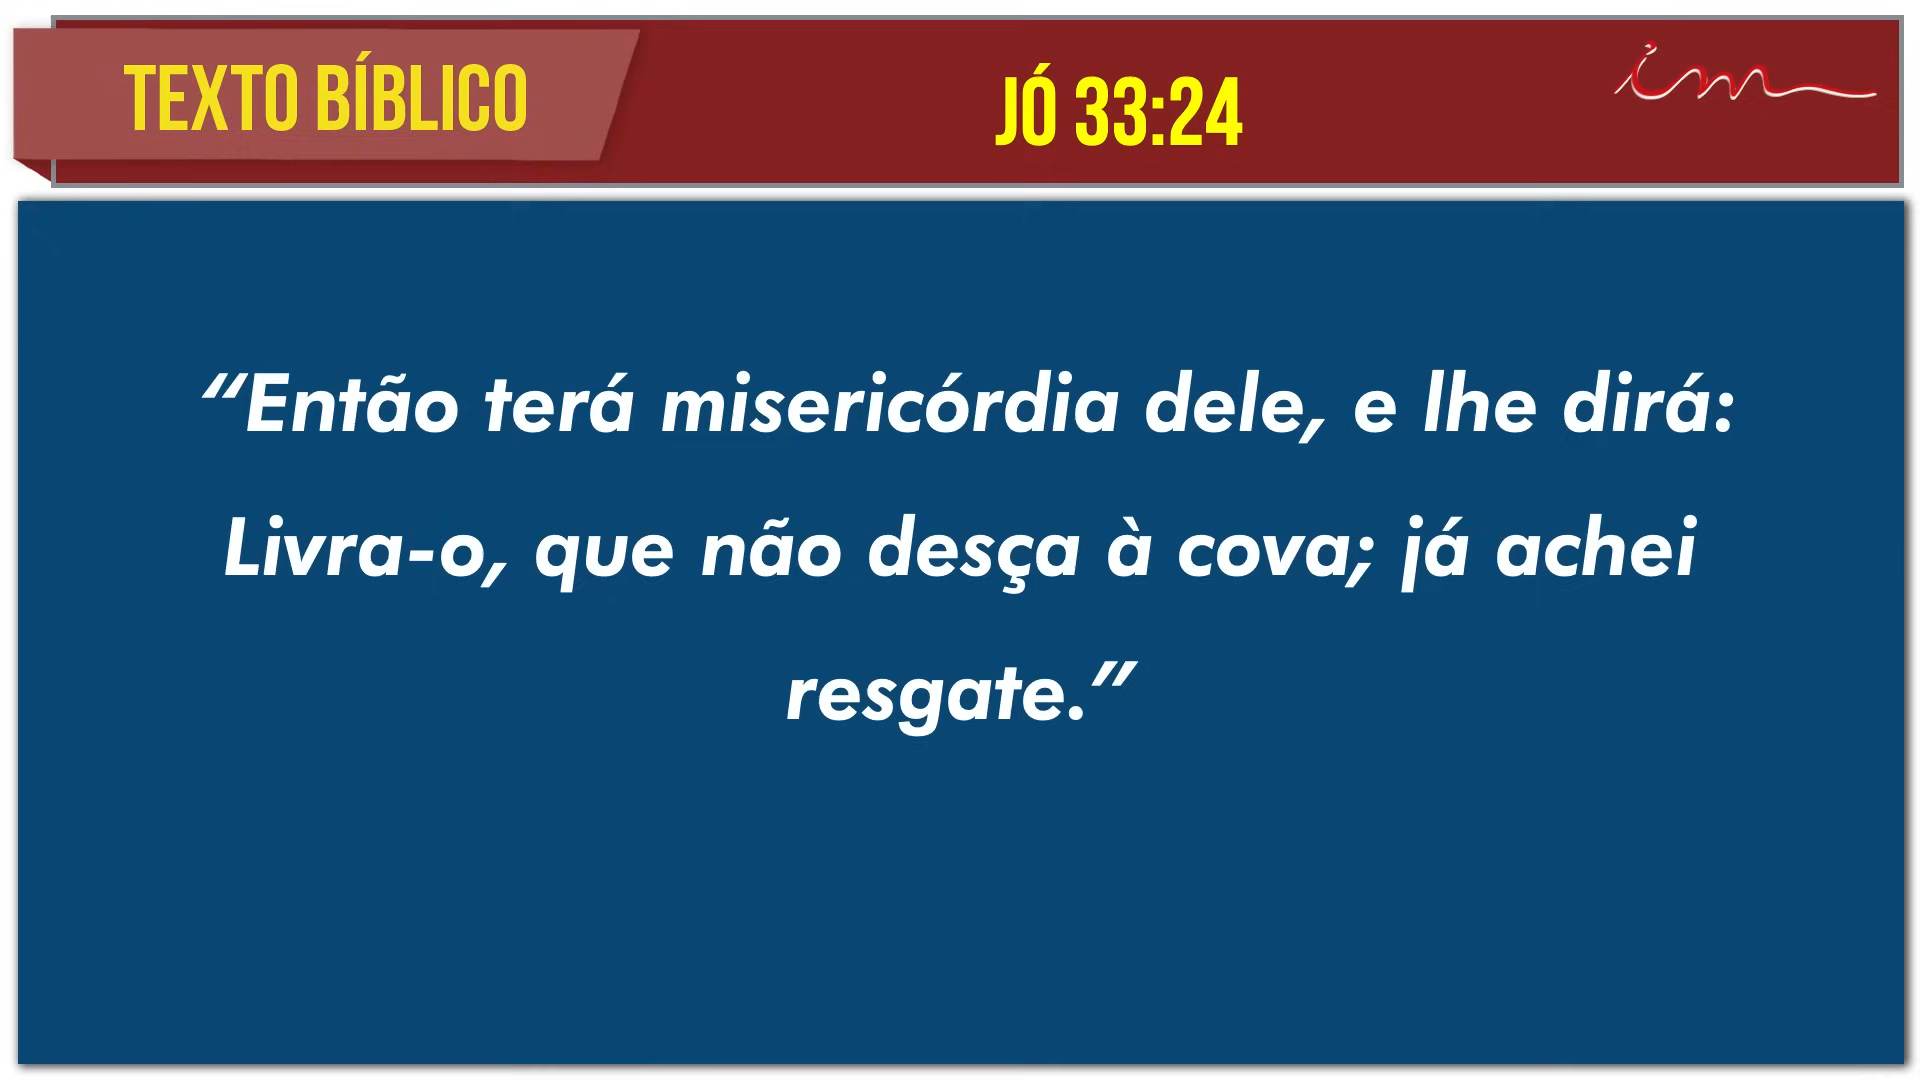 TEXTO BÍBLICO
JÓ 33:24
im
“Então terá misericórdia dele, e lhe dirá:
Livra-o, que não desça à cova; já achei
resgate.”